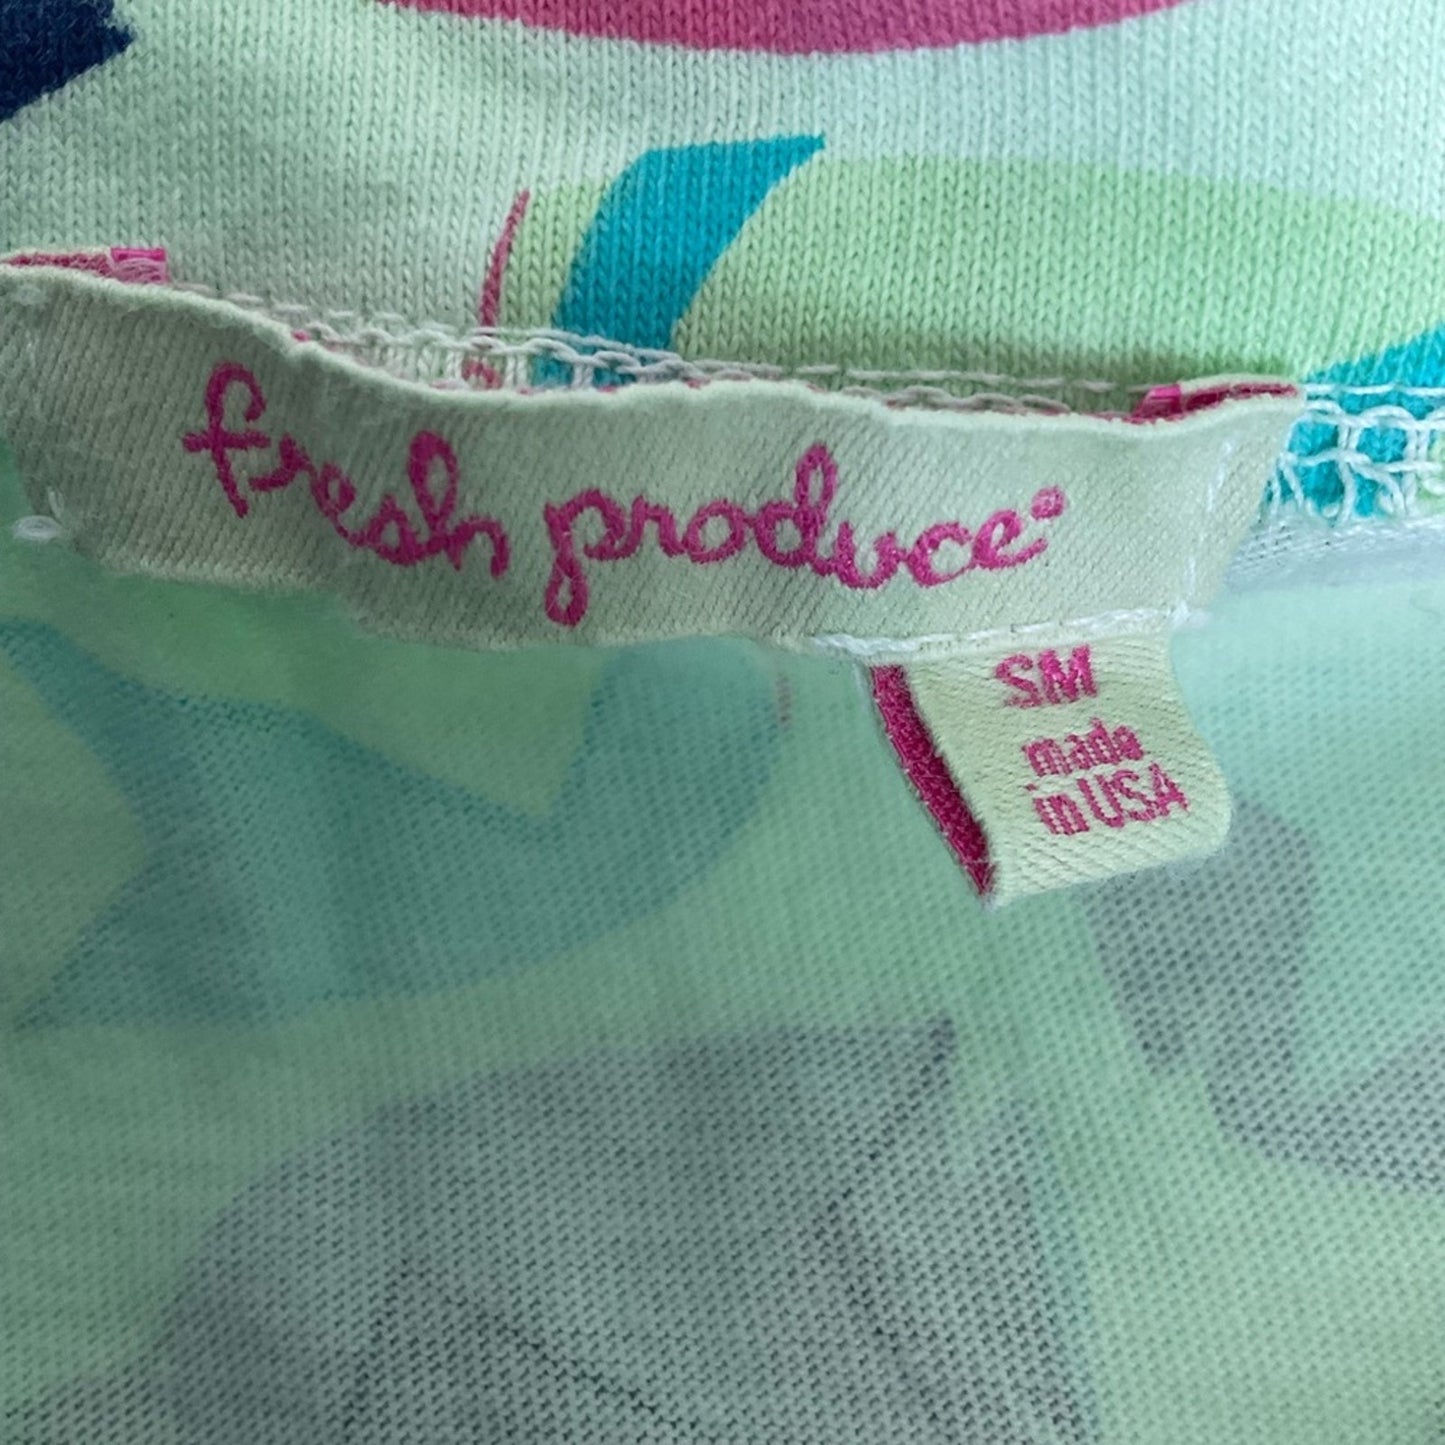 fresh produce
SM
made
in USA